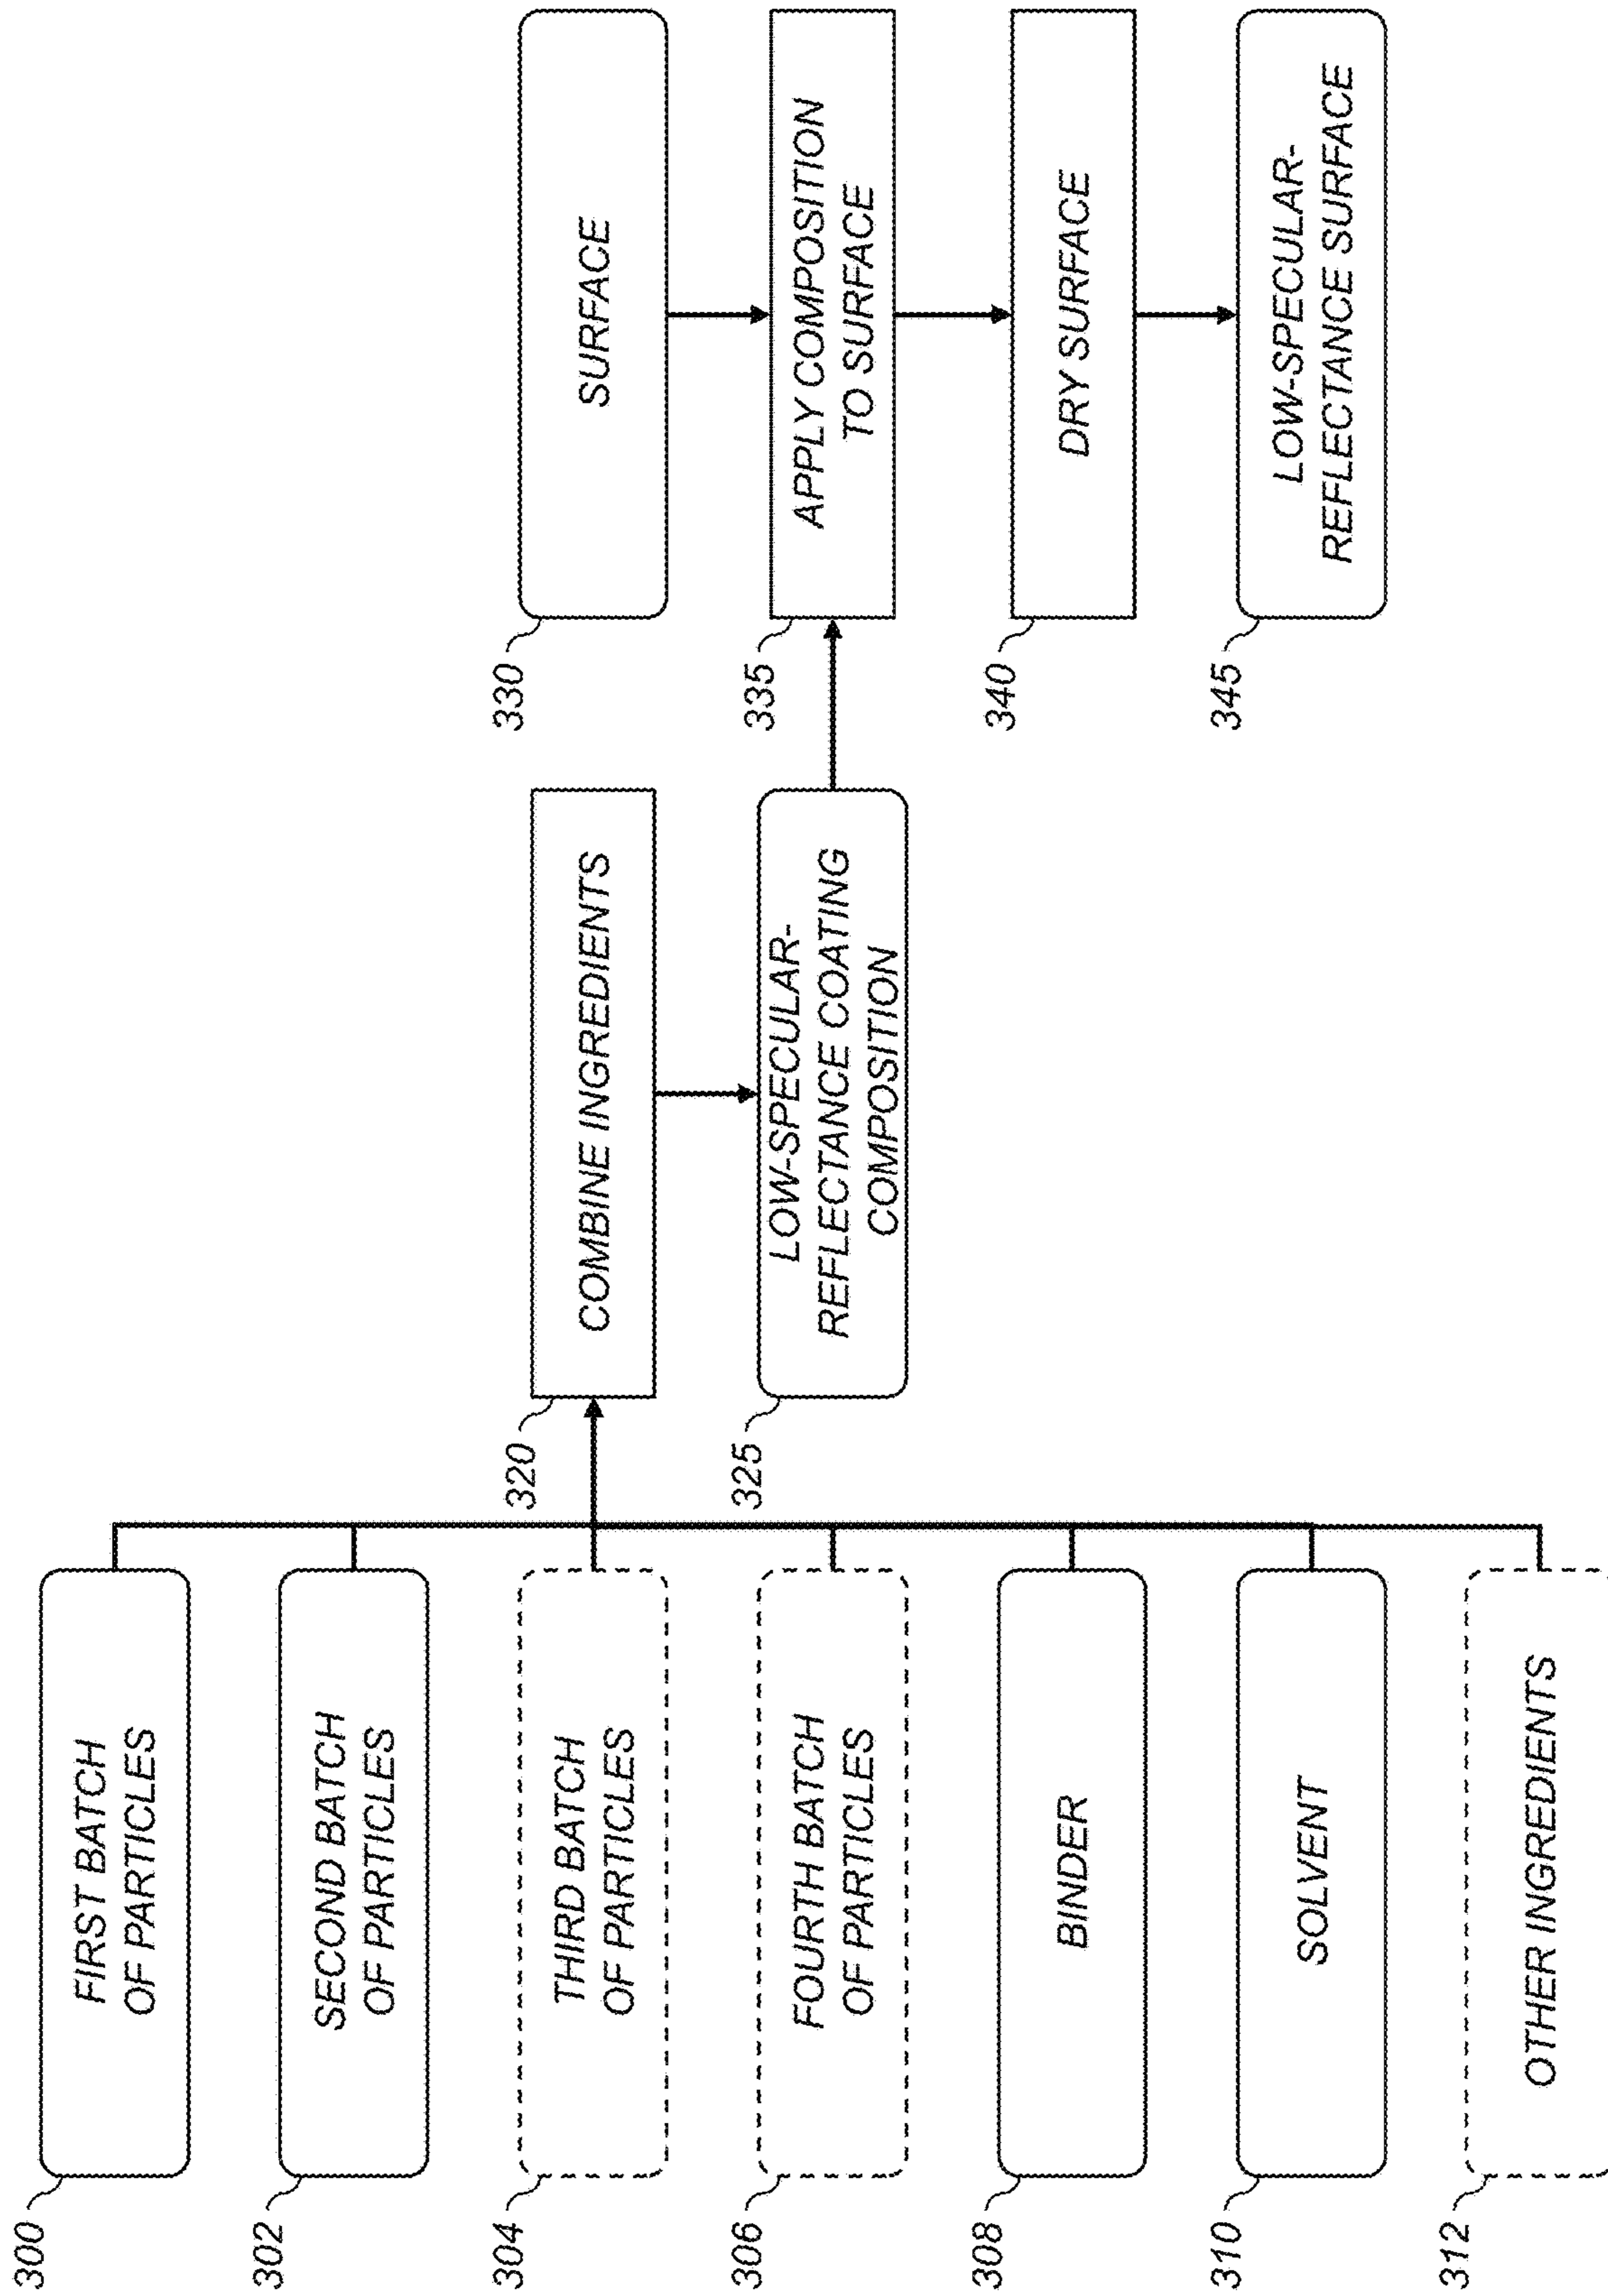 300
FIRST BATCH
OF PARTICLES
302
SECOND BATCH
OF PARTICLES
304
THIRD BATCH
OF PARTICLES
306
FOURTH BATCH
OF PARTICLES
308
BINDER
310
SOLVENT
312
OTHER INGREDIENTS
320
COMBINE INGREDIENTS
325
LOW-SPECULAR-
REFLECTANCE COATING
COMPOSITION
330
SURFACE
335
APPLY COMPOSITION
TO SURFACE
340
DRY SURFACE
345
LOW-SPECULAR-
REFLECTANCE SURFACE